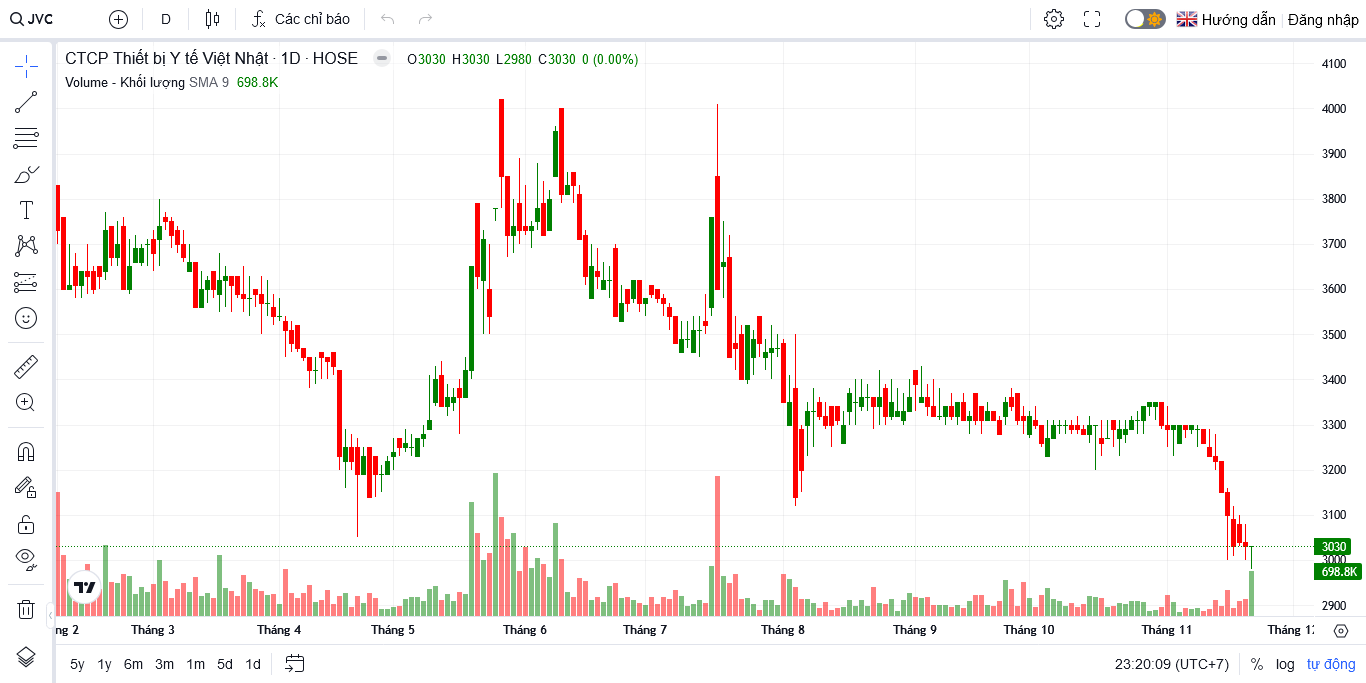 JVC D Các chỉ báo Hướng dẫn Đăng nhập
CTCP Thiết bị Y tế Việt Nhật · 1D · HOSE O3030 H3030 L2980 C3030 0 (0.00%)
Volume - Khối lượng SMA 9 698.8K
4100
4000
3900
3800
3700
3600
3500
3400
3300
3200
3100
3030
3000
698.8K
2900
ng 2 Tháng 3 Tháng 4 Tháng 5 Tháng 6 Tháng 7 Tháng 8 Tháng 9 Tháng 10 Tháng 11 Tháng 12
5y 1y 6m 3m 1m 5d 1d 23:20:09 (UTC+7) % log tự động